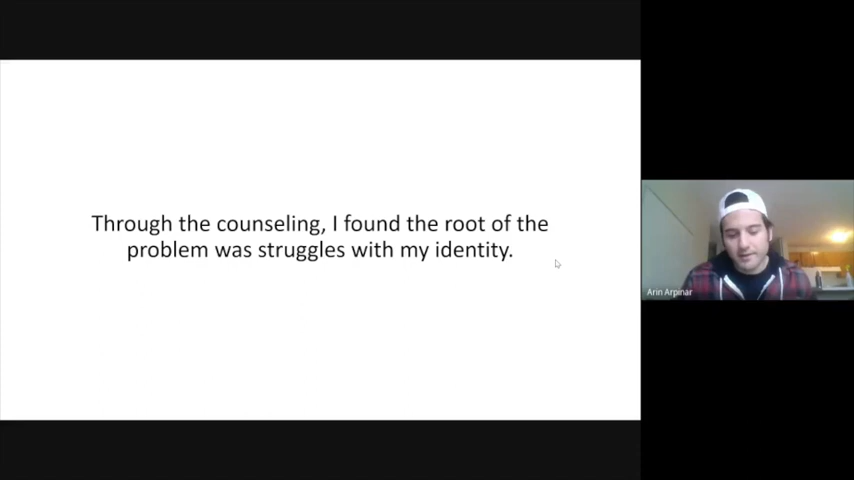 Through the counseling, I found the root of the
problem was struggles with my identity.
Arin Arpinar